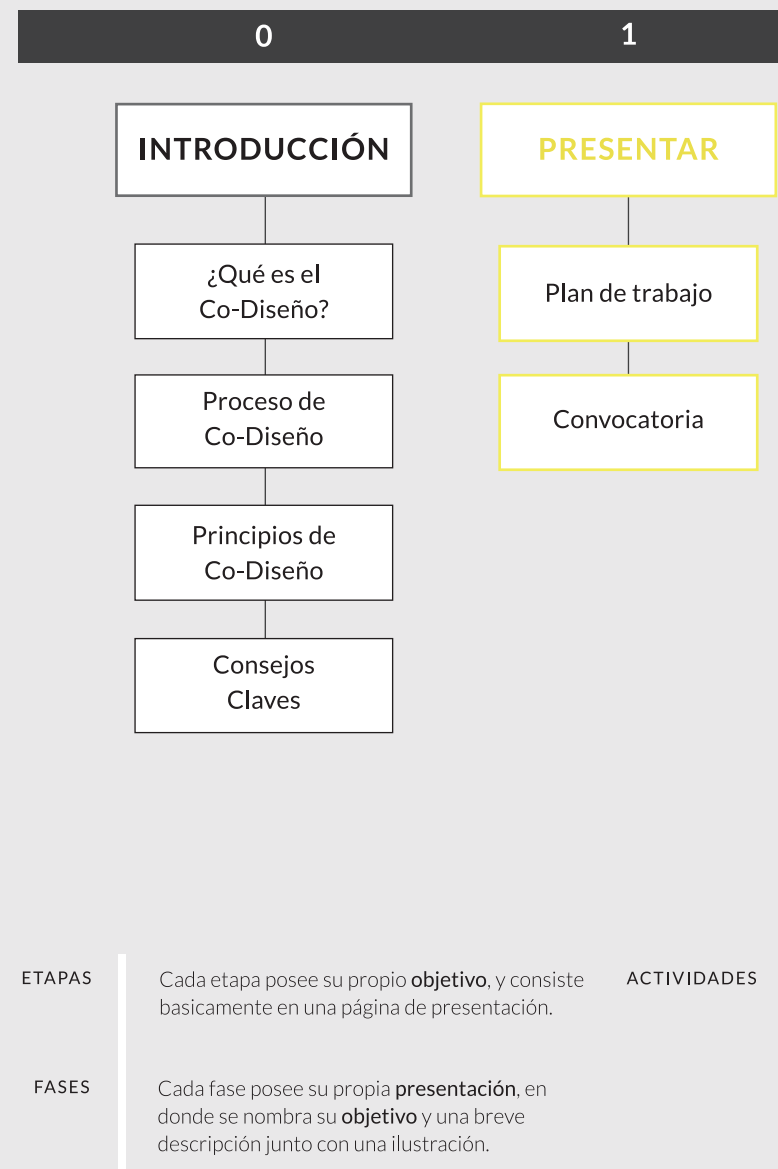 0
1
INTRODUCCIÓN
¿Qué es el
Co-Diseño?
Proceso de
Co-Diseño
Principios de
Co-Diseño
Consejos
Claves
PRESENTAR
Plan de trabajo
Convocatoria
ETAPAS
Cada etapa posee su propio objetivo, y consiste
basicamente en una página de presentación.
FASES
Cada fase posee su propia presentación, en
donde se nombra su objetivo y una breve
descripción junto con una ilustración.
ACTIVIDADES